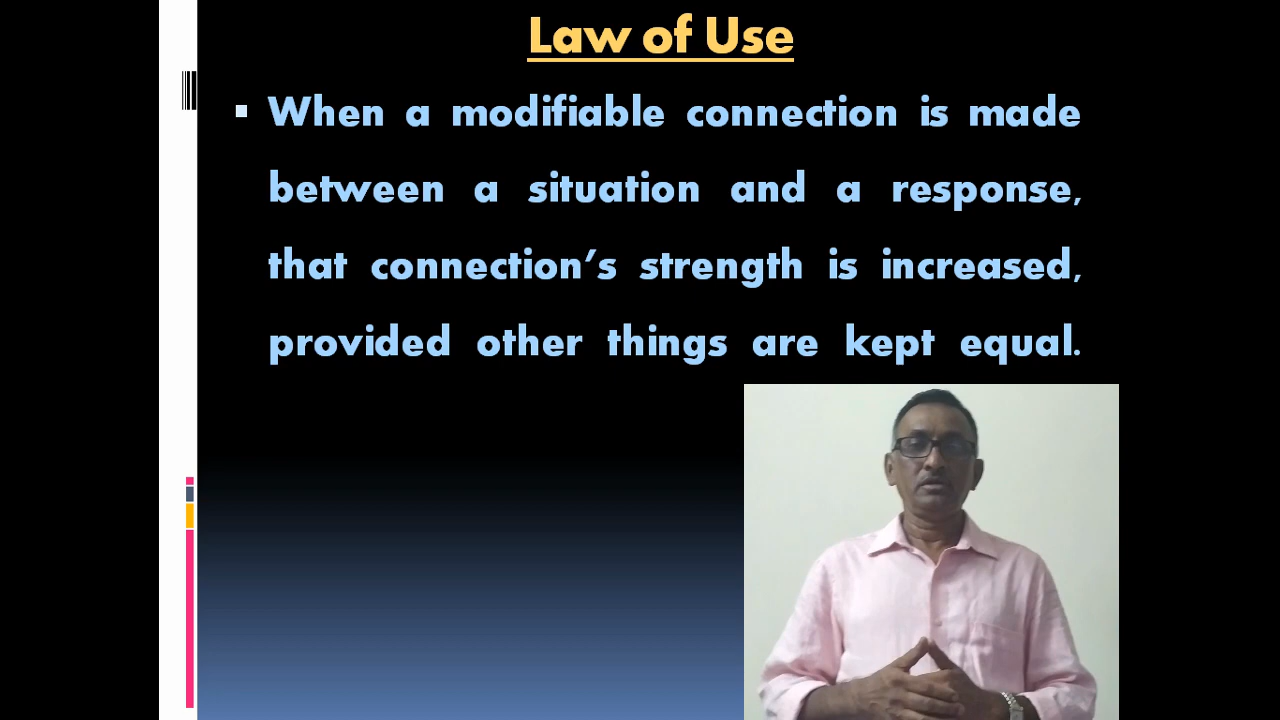 Law of Use
When a modifiable connection is made
between a situation and a response,
that connection's strength is increased,
provided other things are kept equal.